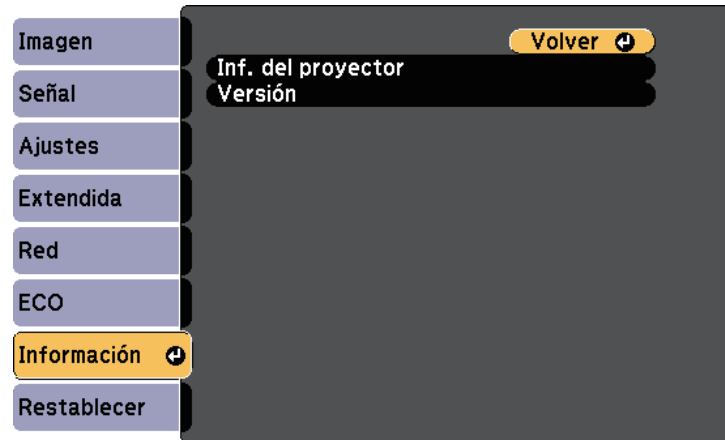 Imagen
Señal
Ajustes
Extendida
Red
ECO
Información
Restablecer
Volver
Inf. del proyector
Versión